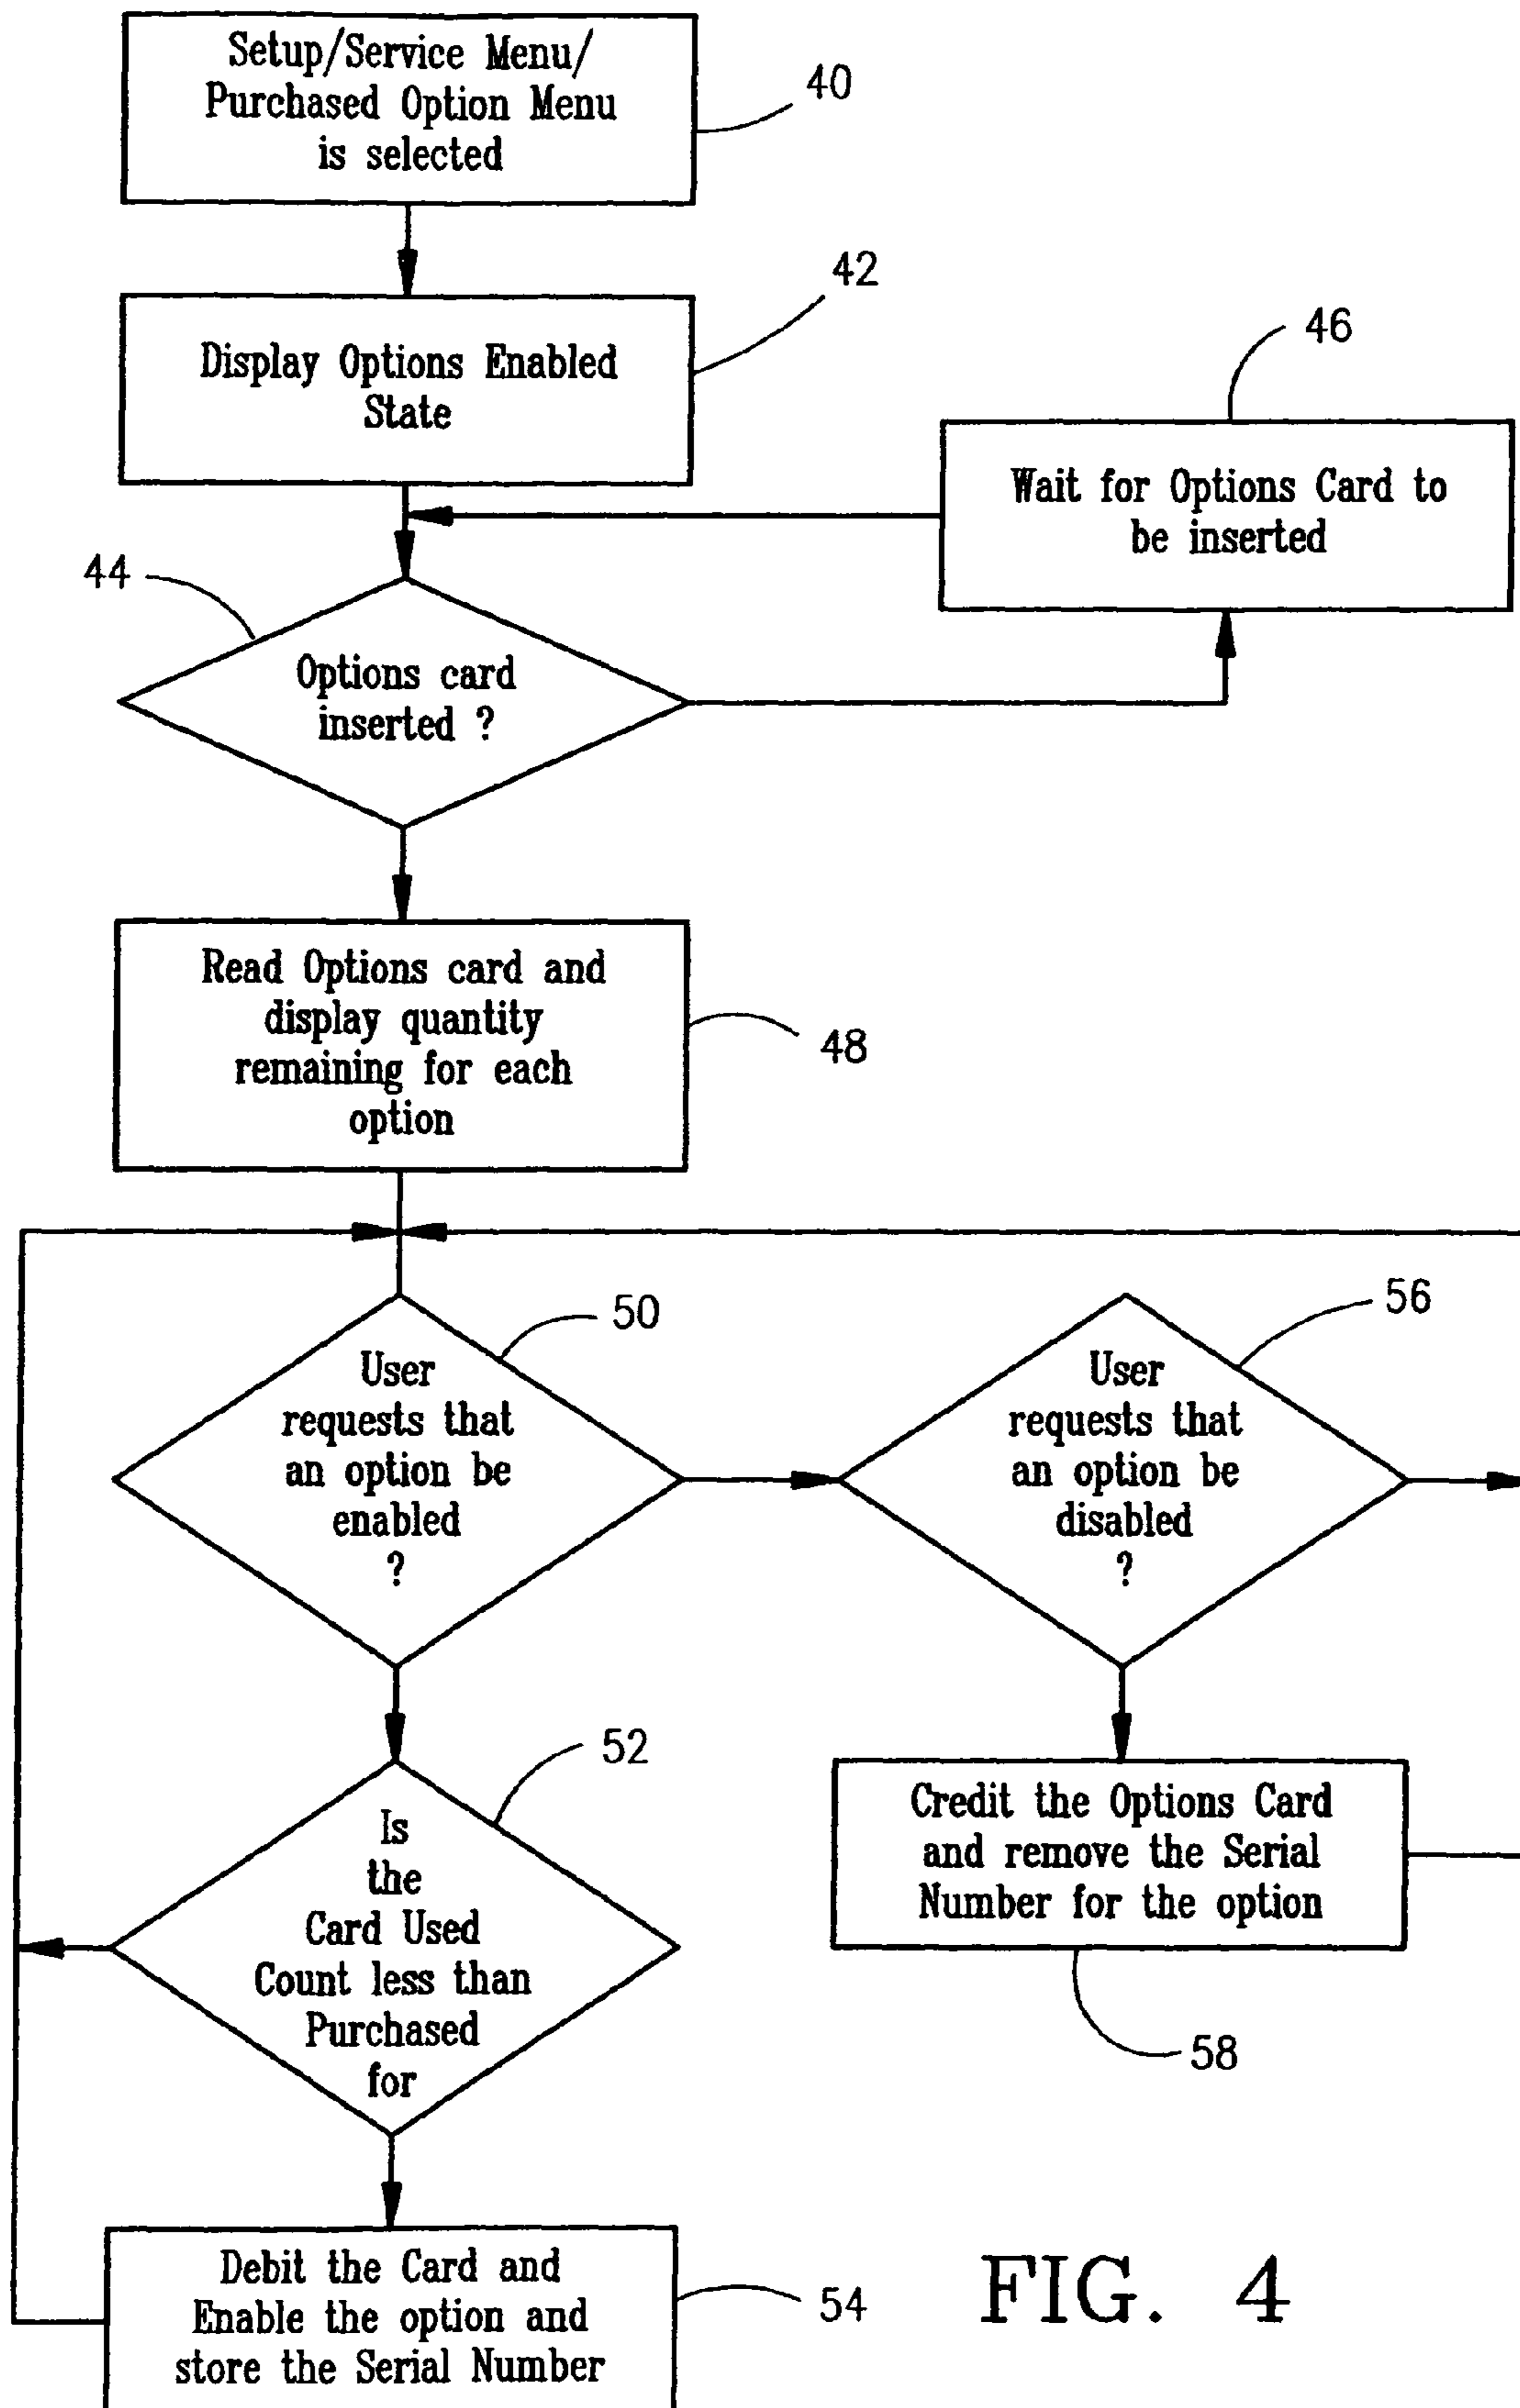 Setup/Service Menu/
Purchased Option Menu
is selected
40
Display Options Enabled
State
42
Wait for Options Card to
be inserted
46
44
Options card
inserted ?
Read Options card and
display quantity
remaining for each
option
48
User
requests that
an option be
enabled
?
50
User
requests that
an option be
disabled
?
56
Is
the
Card Used
Count less than
Purchased
for
52
Credit the Options Card
and remove the Serial
Number for the option
58
Debit the Card and
Enable the option and
store the Serial Number
54
FIG. 4